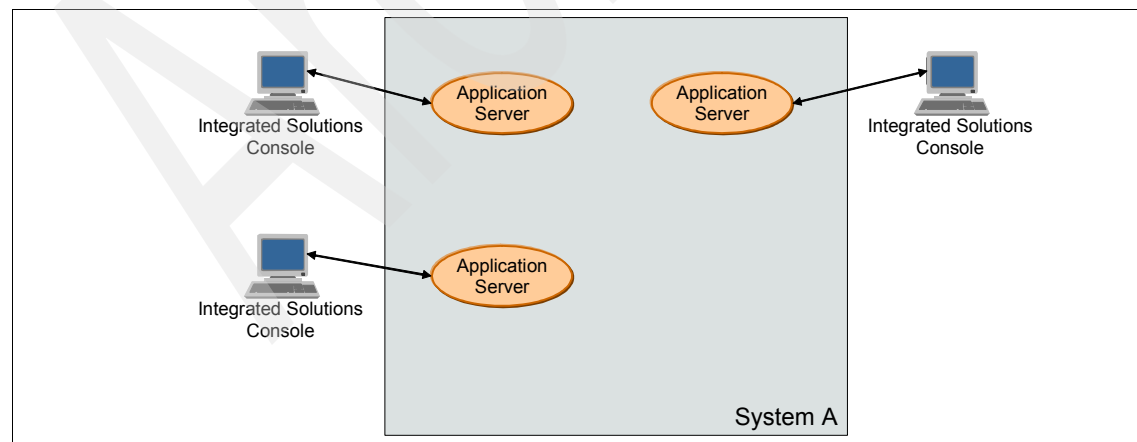 Application
Server
Application
Server
Integrated Solutions
Console
Integrated Solutions
Console
Application
Server
Integrated Solutions
Console
System A